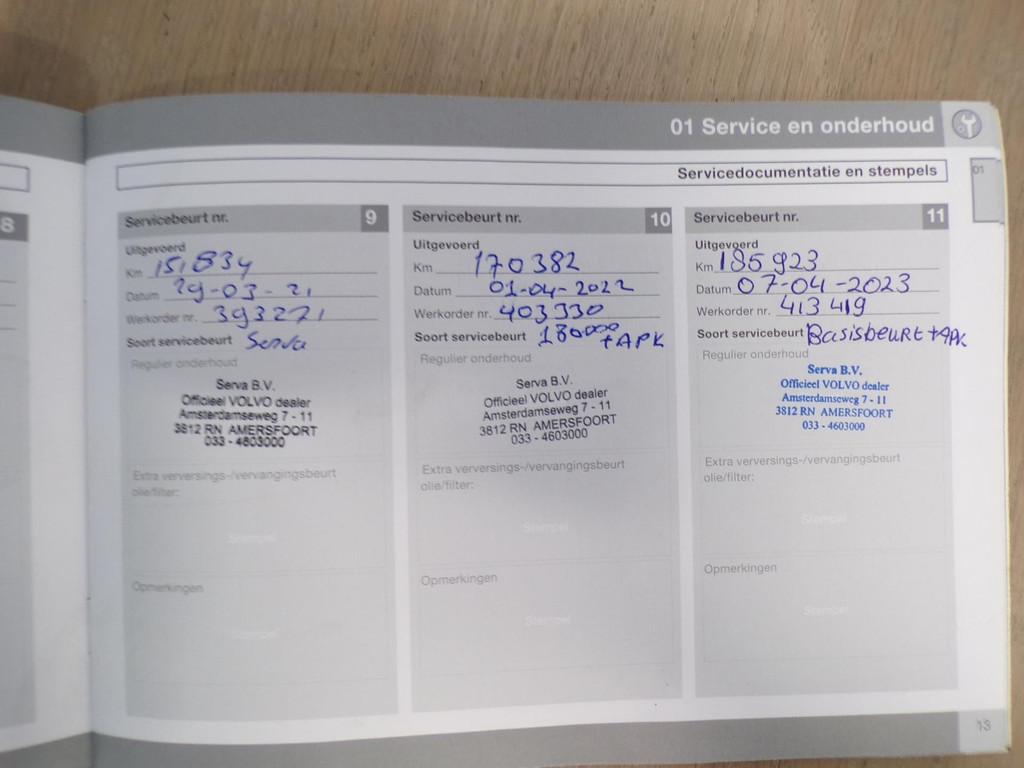 01 Service en onderhoud
01
Servicedocumentatie en stempels
8
Servicebeurt nr. 9
Uitgevoerd
Km 151834
Datum 29-03-21
Werkorder nr. 393271
Soort servicebeurt Serva
Regulier onderhoud
Serva B.V.
Officieel VOLVO dealer
Amsterdamseweg 7 - 11
3812 RN AMERSFOORT
033 - 4603000
Extra verversings-/vervangingsbeurt
olie/filter:
Stempel
Opmerkingen
Stempel
Servicebeurt nr. 10
Uitgevoerd
Km 170382
Datum 01-04-2022
Werkorder nr. 403330
Soort servicebeurt 180000
+APK
Regulier onderhoud
Serva B.V.
Officieel VOLVO dealer
Amsterdamseweg 7 - 11
3812 RN AMERSFOORT
033 - 4603000
Extra verversings-/vervangingsbeurt
olie/filter:
Stempel
Opmerkingen
Stempel
Servicebeurt nr. 11
Uitgevoerd
Km 185923
Datum 07-04-2023
Werkorder nr. 413419
Soort servicebeurt Basisbeurt+APK
Regulier onderhoud
Serva B.V.
Officieel VOLVO dealer
Amsterdamseweg 7 - 11
3812 RN AMERSFOORT
033 - 4603000
Extra verversings-/vervangingsbeurt
olie/filter:
Stempel
Opmerkingen
Stempel
13